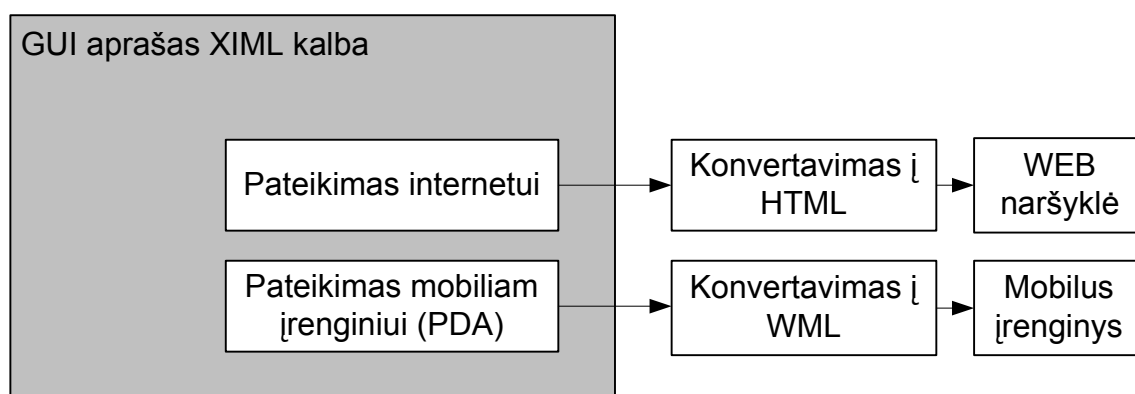 GUI aprašas XIML kalba
Pateikimas internetui
Konvertavimas į
HTML
WEB
naršyklė
Pateikimas mobiliam
įrenginiui (PDA)
Konvertavimas į
WML
Mobilus
įrenginys